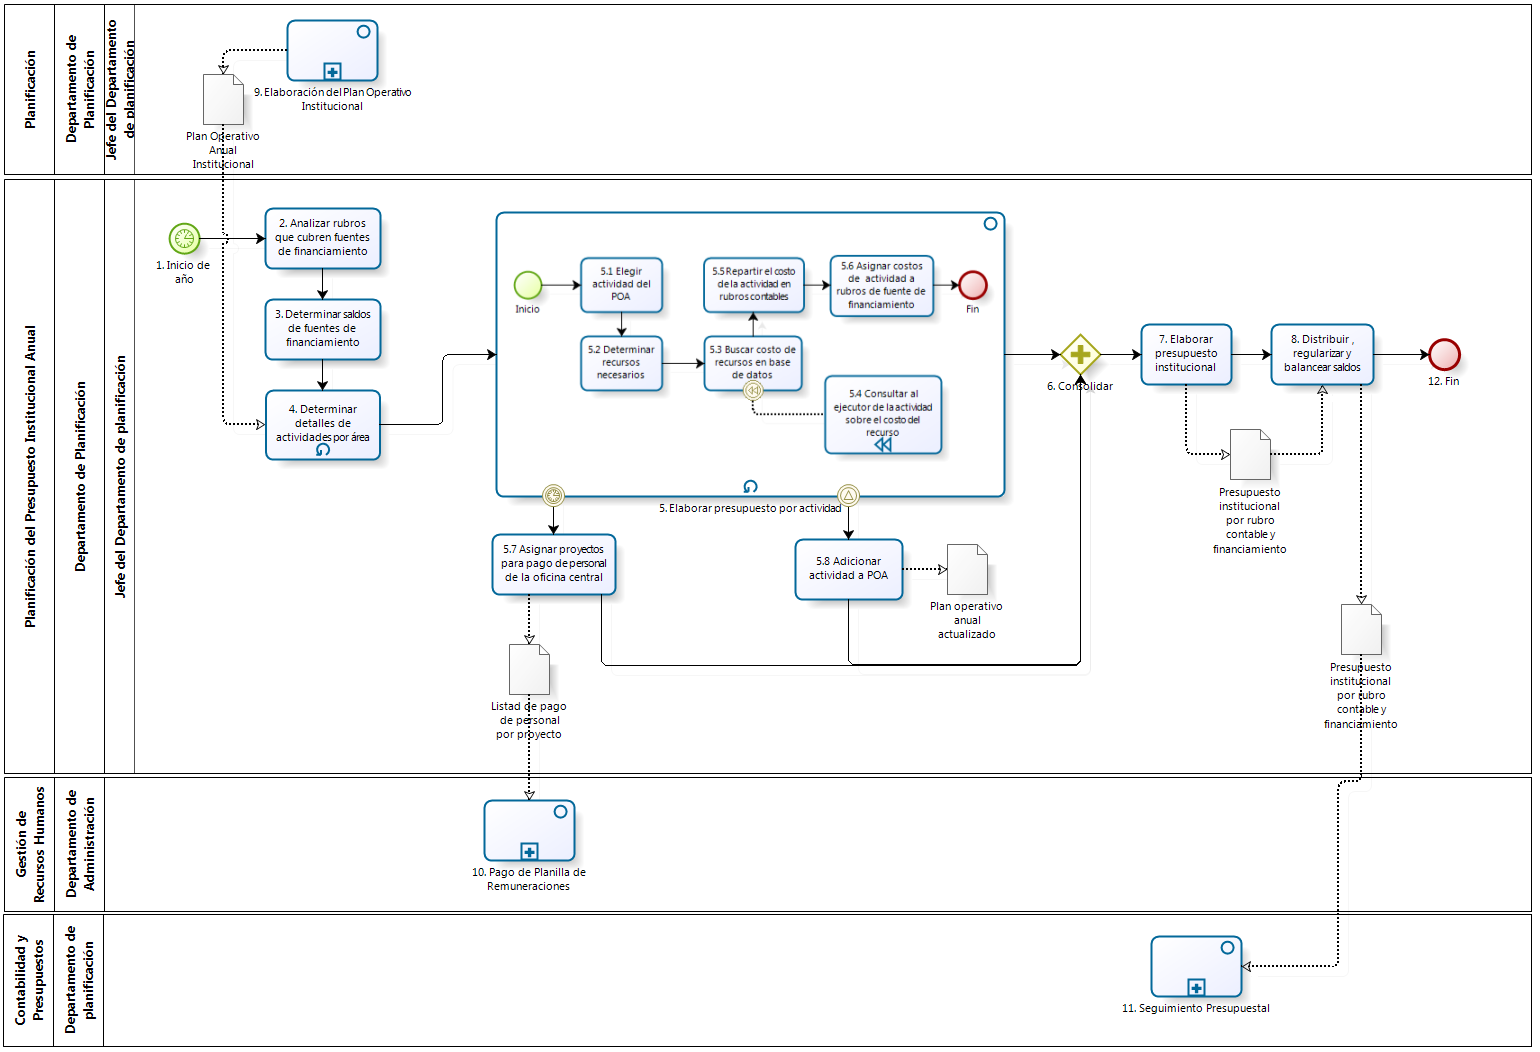 Planificación
Departamento de
Planificación
Jefe del Departamento
de planificación
9. Elaboración del Plan Operativo
Institucional
Plan Operativo
Anual
Institucional
Planificación del Presupuesto Institucional Anual
Departamento de Planificación
Jefe del Departamento de planificación
1. Inicio de
año
2. Analizar rubros
que cubren fuentes
de financiamiento
3. Determinar saldos
de fuentes de
financiamiento
4. Determinar
detalles de
actividades por área
Inicio
5.1 Elegir
actividad del
POA
5.2 Determinar
recursos
necesarios
5.3 Buscar costo de
recursos en base
de datos
5.4 Consultar al
ejecutor de la actividad
sobre el costo del
recurso
5.5 Repartir el costo
de la actividad en
rubros contables
5.6 Asignar costos
de actividad a
rubros de fuente de
financiamiento
Fin
5. Elaborar presupuesto por actividad
5.7 Asignar proyectos
para pago de personal
de la oficina central
Listad de pago
de personal
por proyecto
5.8 Adicionar
actividad a POA
Plan operativo
anual
actualizado
6. Consolidar
7. Elaborar
presupuesto
institucional
Presupuesto
institucional
por rubro
contable y
financiamiento
8. Distribuir ,
regularizar y
balancear saldos
12. Fin
Presupuesto
institucional
por rubro
contable y
financiamiento
Gestión de
Recursos Humanos
Departamento de
Administración
10. Pago de Planilla de
Remuneraciones
Contabilidad y
Presupuestos
Departamento de
planificación
11. Seguimiento Presupuestal